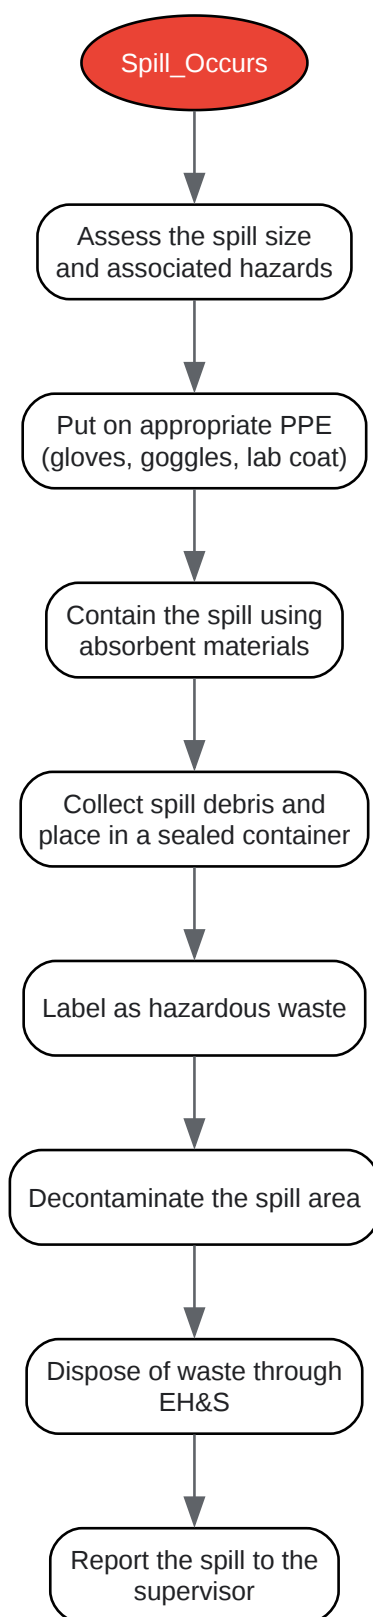 Spill_Occurs
Assess the spill size
and associated hazards
Put on appropriate PPE
(gloves, goggles, lab coat)
Contain the spill using
absorbent materials
Collect spill debris and
place in a sealed container
Label as hazardous waste
Decontaminate the spill area
Dispose of waste through
EH&S
Report the spill to the
supervisor